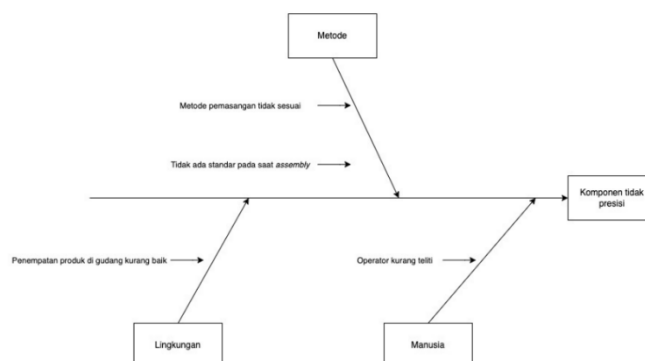 Metode
Metode pemasangan tidak sesuai
Tidak ada standar pada saat assembly
Komponen tidak
presisi
Penempatan produk di gudang kurang baik
Operator kurang teliti
Lingkungan
Manusia